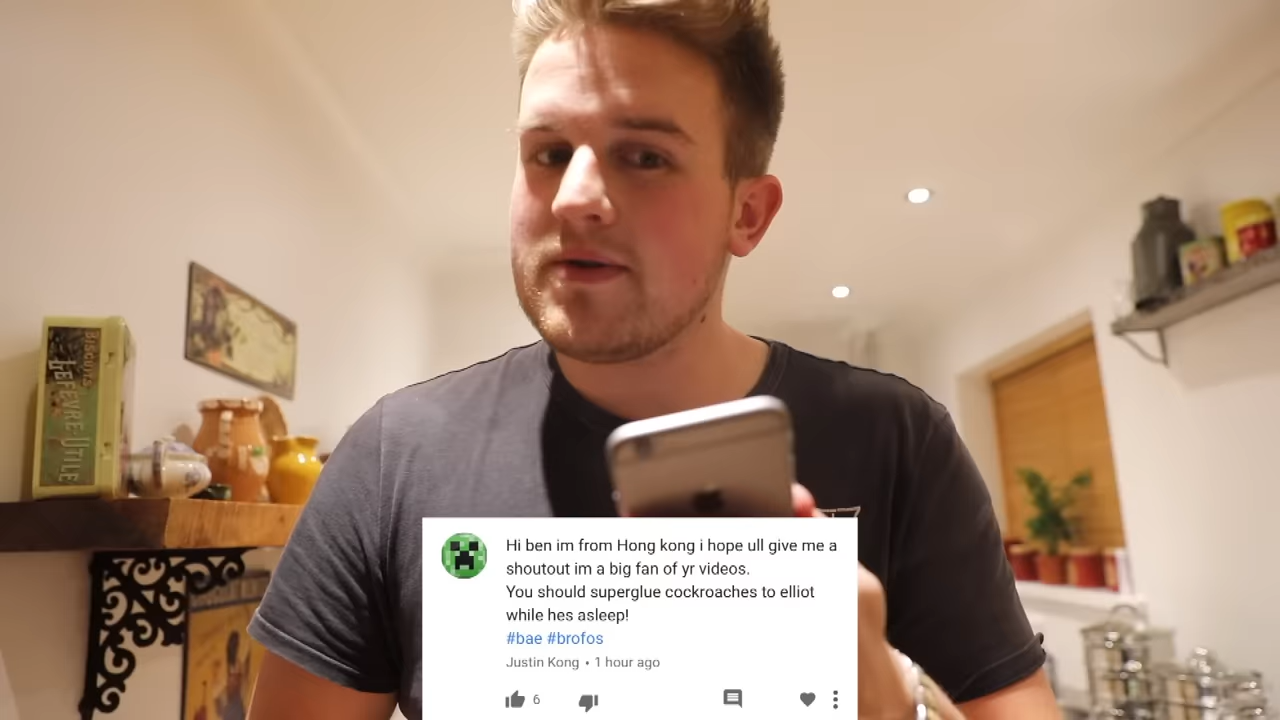 BISCUITS
LEFEVRE-UTILE
Hi ben im from Hong kong i hope ull give me a
shoutout im a big fan of yr videos.
You should superglue cockroaches to elliot
while hes asleep!
#bae #brofos
Justin Kong • 1 hour ago
6